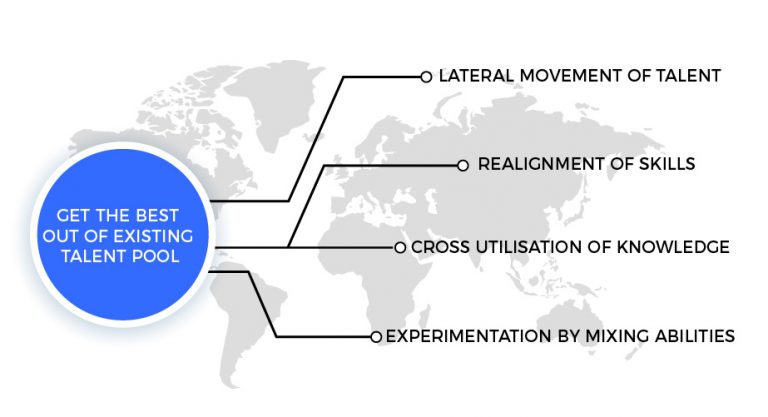 GET THE BEST
OUT OF EXISTING
TALENT POOL
LATERAL MOVEMENT OF TALENT
REALIGNMENT OF SKILLS
CROSS UTILISATION OF KNOWLEDGE
EXPERIMENTATION BY MIXING ABILITIES